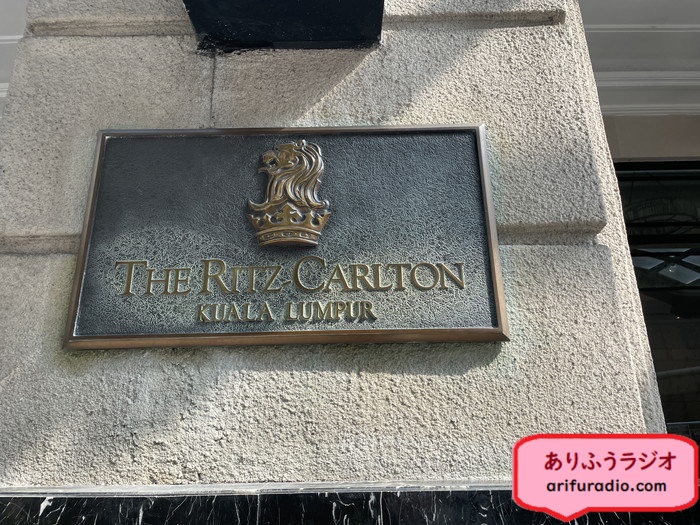 THE RITZ-CARLTON
KUALA LUMPUR
ありふうラジオ
arifuradio.com